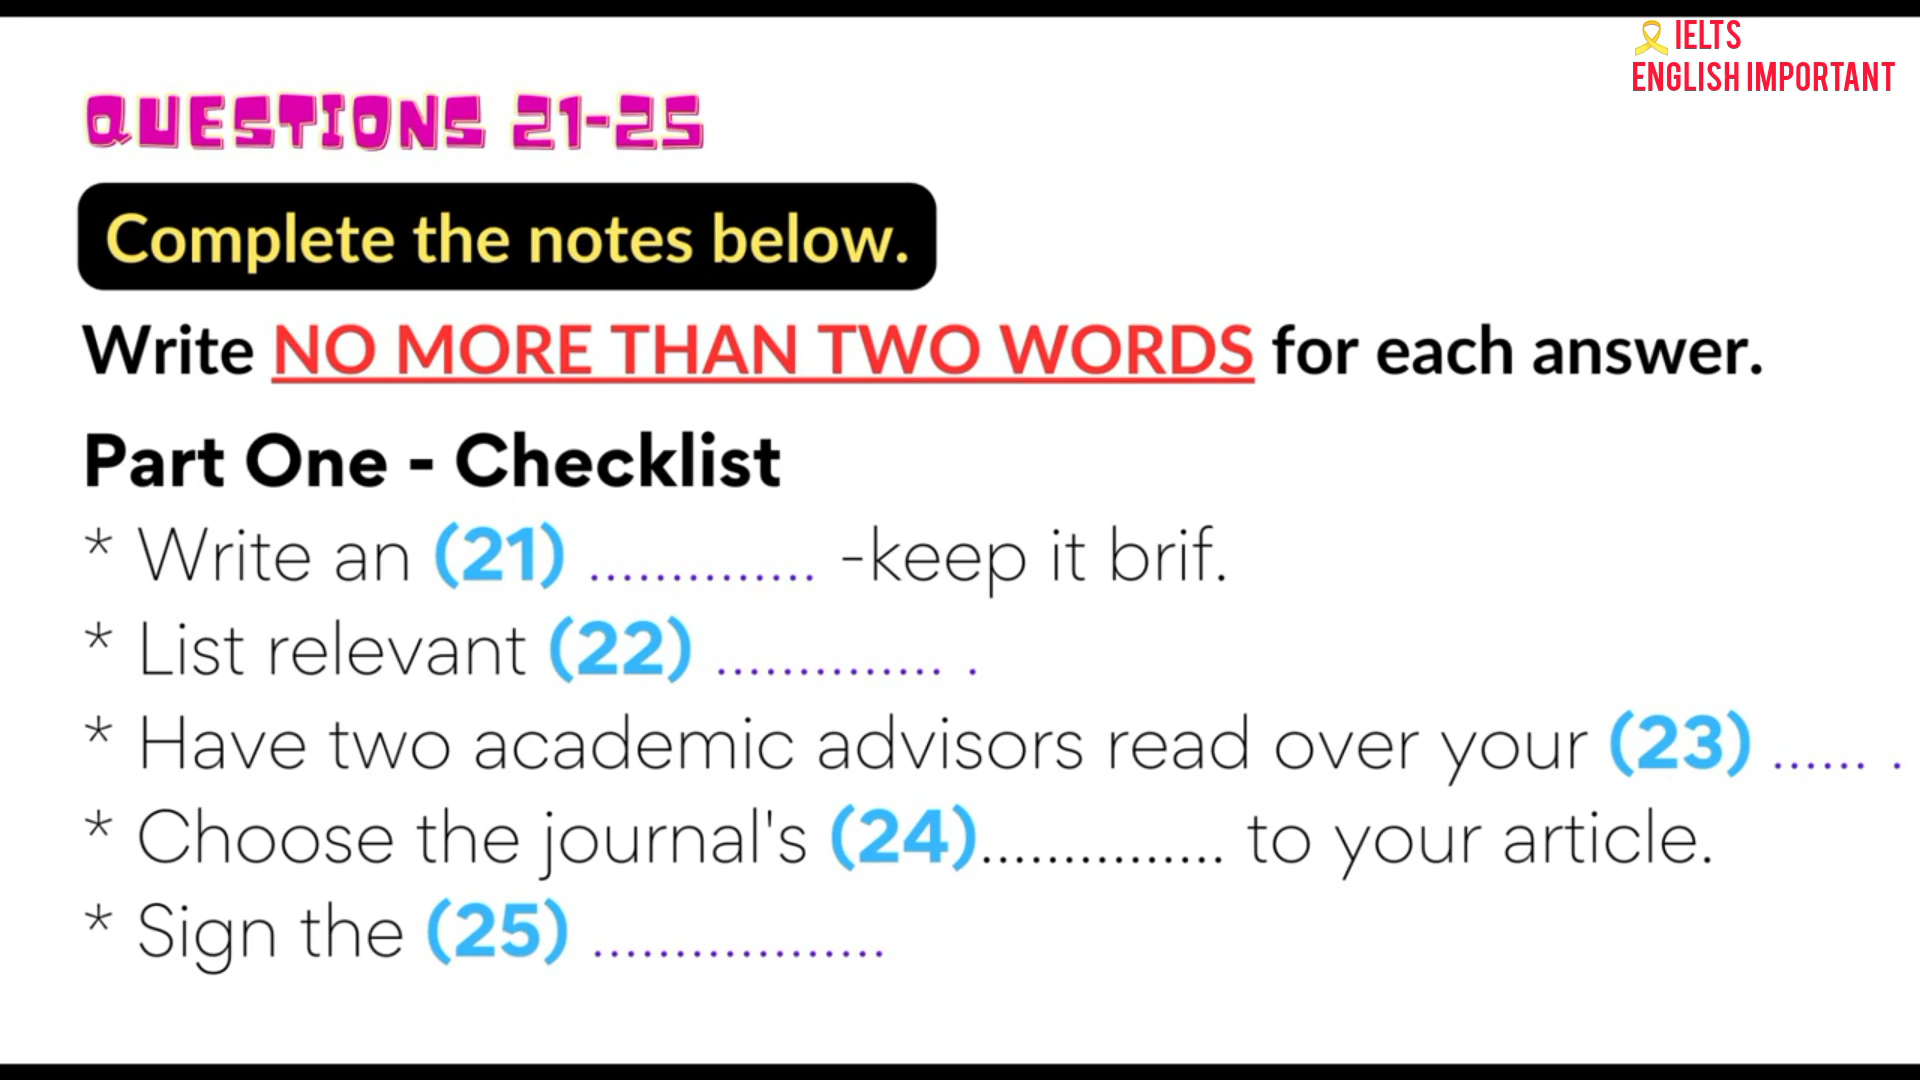 IELTS
ENGLISH IMPORTANT
QUESTIONS 21-25
Complete the notes below.
Write NO MORE THAN TWO WORDS for each answer.
Part One - Checklist
* Write an (21) .............. -keep it brif.
* List relevant (22) .............. .
* Have two academic advisors read over your (23) ...... .
* Choose the journal's (24)............... to your article.
* Sign the (25) ..................